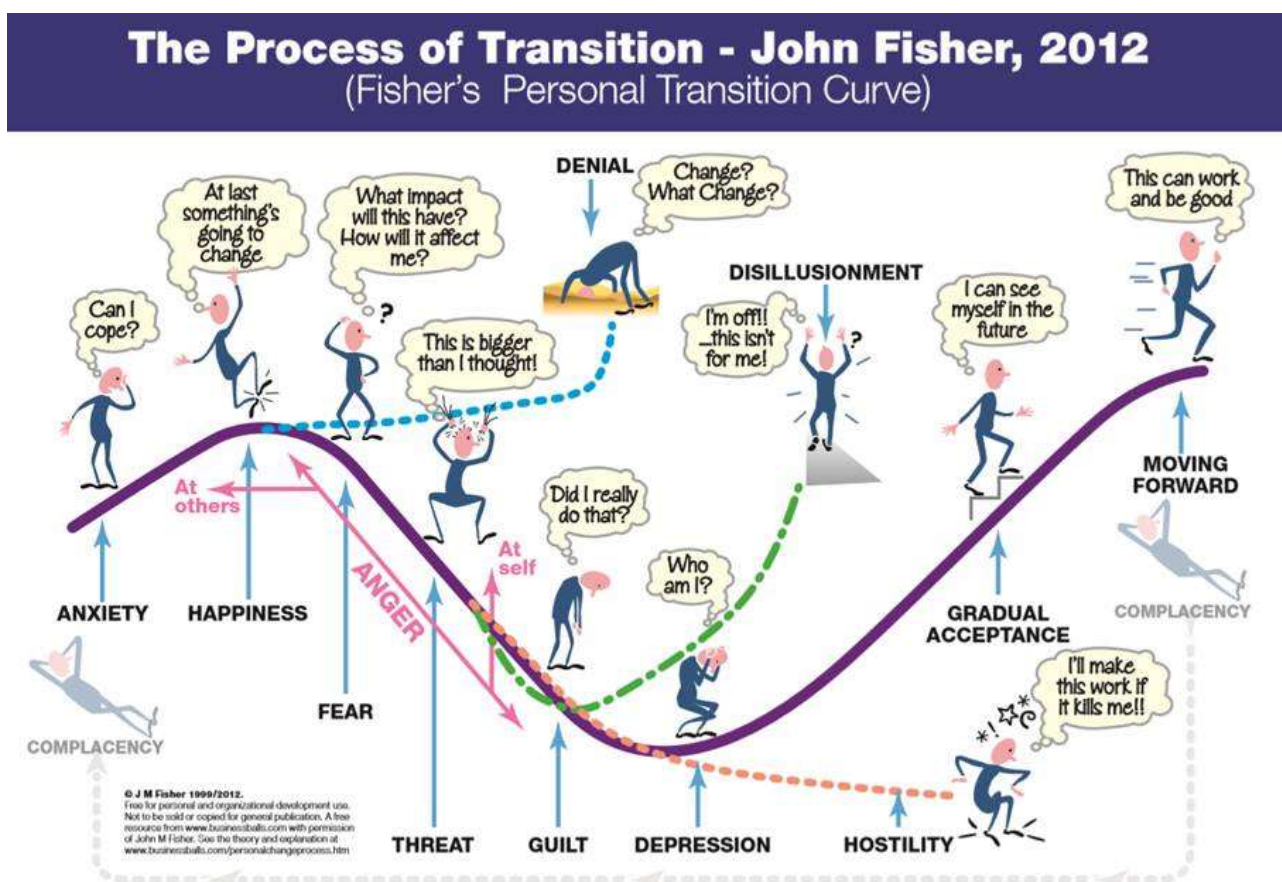 The Process of Transition - John Fisher, 2012
(Fisher's Personal Transition Curve)
DENIAL
Change?
What Change?
At last
something's
going to
change
What impact
will this have?
How will it affect
me?
This can work
and be good
DISILLUSIONMENT
Can I
cope?
?
I'm off!!
....this isn't
for me!
?
I can see
myself in the
future
This is bigger
than I thought!
At
others
MOVING
FORWARD
Did I really
do that?
At
self
Who
am I?
ANGER
ANXIETY
HAPPINESS
GRADUAL
ACCEPTANCE
COMPLACENCY
FEAR
I'll make
this work if
it kills me!!
*!
COMPLACENCY
© J M Fisher 1999/2012.
Free for personal and organizational development use.
Not to be sold or copied for general publication. A free
resource from www.businessballs.com with permission
of John M Fisher. See the theory and explanation at
www.businessballs.com/personalchangeprocess.htm
THREAT
GUILT
DEPRESSION
HOSTILITY